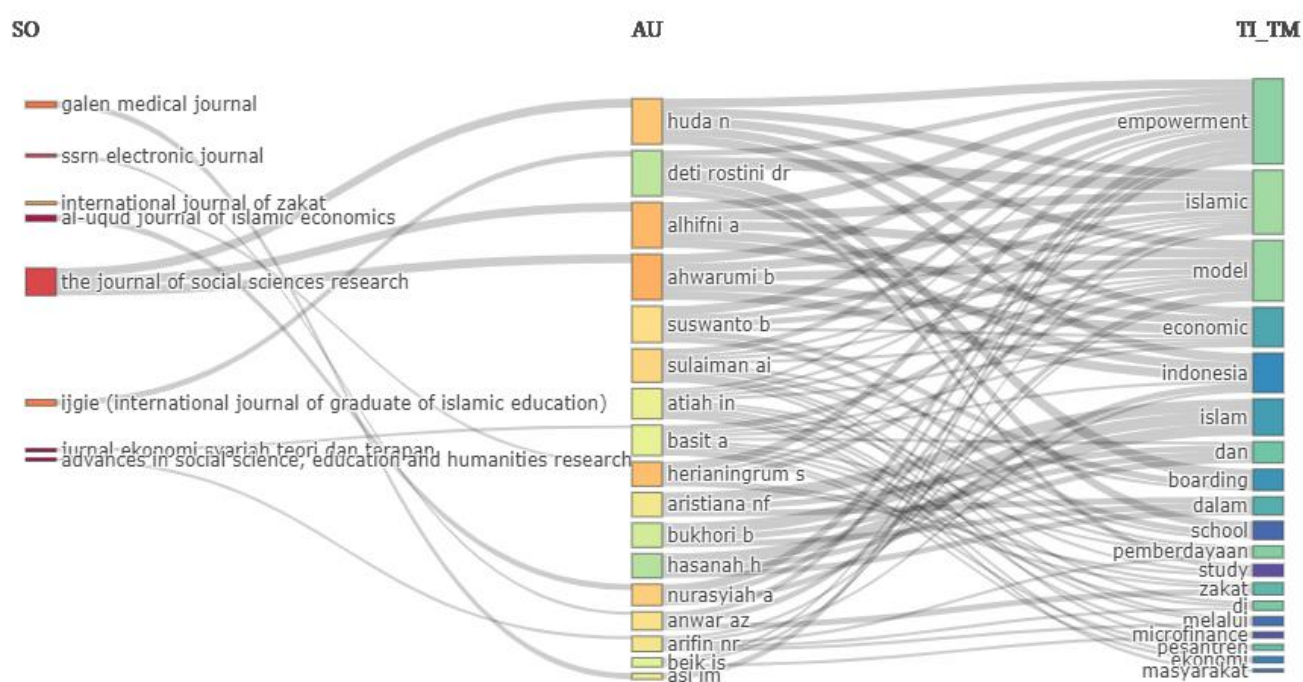 SO
AU
TI_TM
galen medical journal
ssrn electronic journal
international journal of zakat
al-uqud journal of islamic economics
the journal of social sciences research
ijgie (international journal of graduate of islamic education)
jurnal ekonomi syariah teori dan terapan
advances in social science, education and humanities research
huda n
deti rostini dr
alhifni a
ahwarumi b
suswanto b
sulaiman ai
atiah in
basit a
herianingrum s
aristiana nf
bukhori b
hasanah h
nurasyiah a
anwar az
arifin nr
beik is
asl im
empowerment
islamic
model
economic
indonesia
islam
dan
boarding
dalam
school
pemberdayaan
study
zakat
di
melalui
microfinance
pesantren
ekonomi
masyarakat